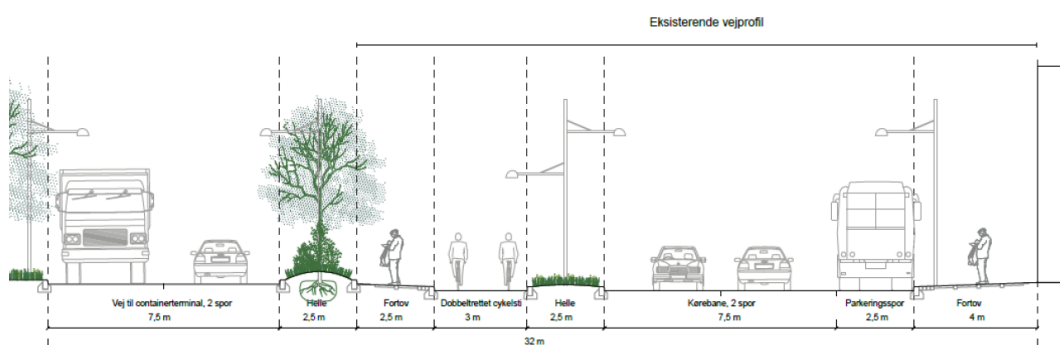 Eksisterende vejprofil
Vej til containerterminal, 2 spor
7,5 m
Helle
2,5 m
Fortov
2,5 m
Dobbeltrettet cykelsti
3 m
Helle
2,5 m
Kørebane, 2 spor
7,5 m
Parkeringsspor
2,5 m
Fortov
4 m
32 m